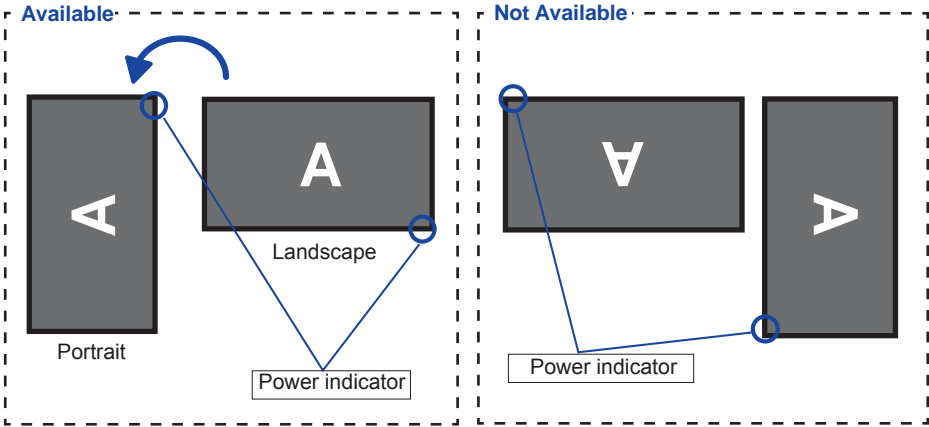 Available
A
A
Landscape
Portrait
Power indicator
Not Available
A
A
Power indicator